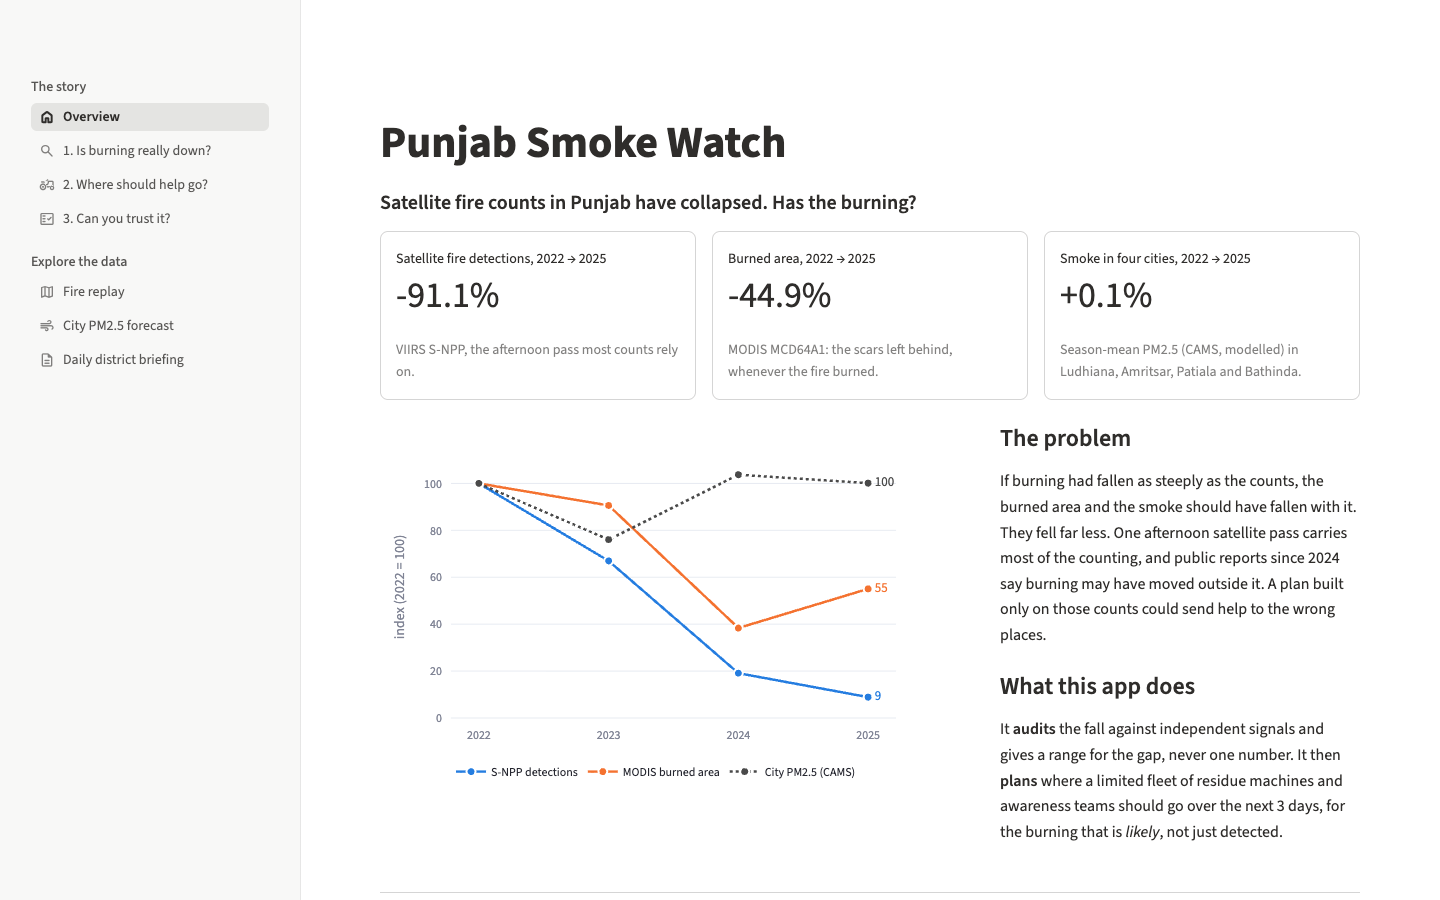 The story
Overview
1. Is burning really down?
2. Where should help go?
3. Can you trust it?
Explore the data
Fire replay
City PM2.5 forecast
Daily district briefing
Punjab Smoke Watch
Satellite fire counts in Punjab have collapsed. Has the burning?
Satellite fire detections, 2022 → 2025
-91.1%
VIIRS S-NPP, the afternoon pass most counts rely
on.
Burned area, 2022 → 2025
-44.9%
MODIS MCD64A1: the scars left behind,
whenever the fire burned.
Smoke in four cities, 2022 → 2025
+0.1%
Season-mean PM2.5 (CAMS, modelled) in
Ludhiana, Amritsar, Patiala and Bathinda.
index (2022 = 100)
100
80
60
40
20
0
2022
2023
2024
2025
100
55
9
S-NPP detections
MODIS burned area
City PM2.5 (CAMS)
The problem
If burning had fallen as steeply as the counts, the
burned area and the smoke should have fallen with it.
They fell far less. One afternoon satellite pass carries
most of the counting, and public reports since 2024
say burning may have moved outside it. A plan built
only on those counts could send help to the wrong
places.
What this app does
It audits the fall against independent signals and
gives a range for the gap, never one number. It then
plans where a limited fleet of residue machines and
awareness teams should go over the next 3 days, for
the burning that is likely, not just detected.